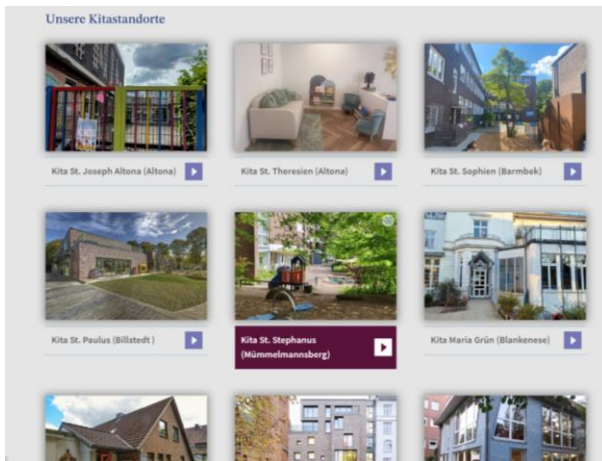 Unsere Kitastandorte
Kita St. Joseph Altona (Altona)
Kita St. Theresien (Altona)
Kita St. Sophien (Barmbek)
Kita St. Paulus (Billstedt )
Kita St. Stephanus
(Mümmelmannsberg)
Kita Maria Grün (Blankenese)